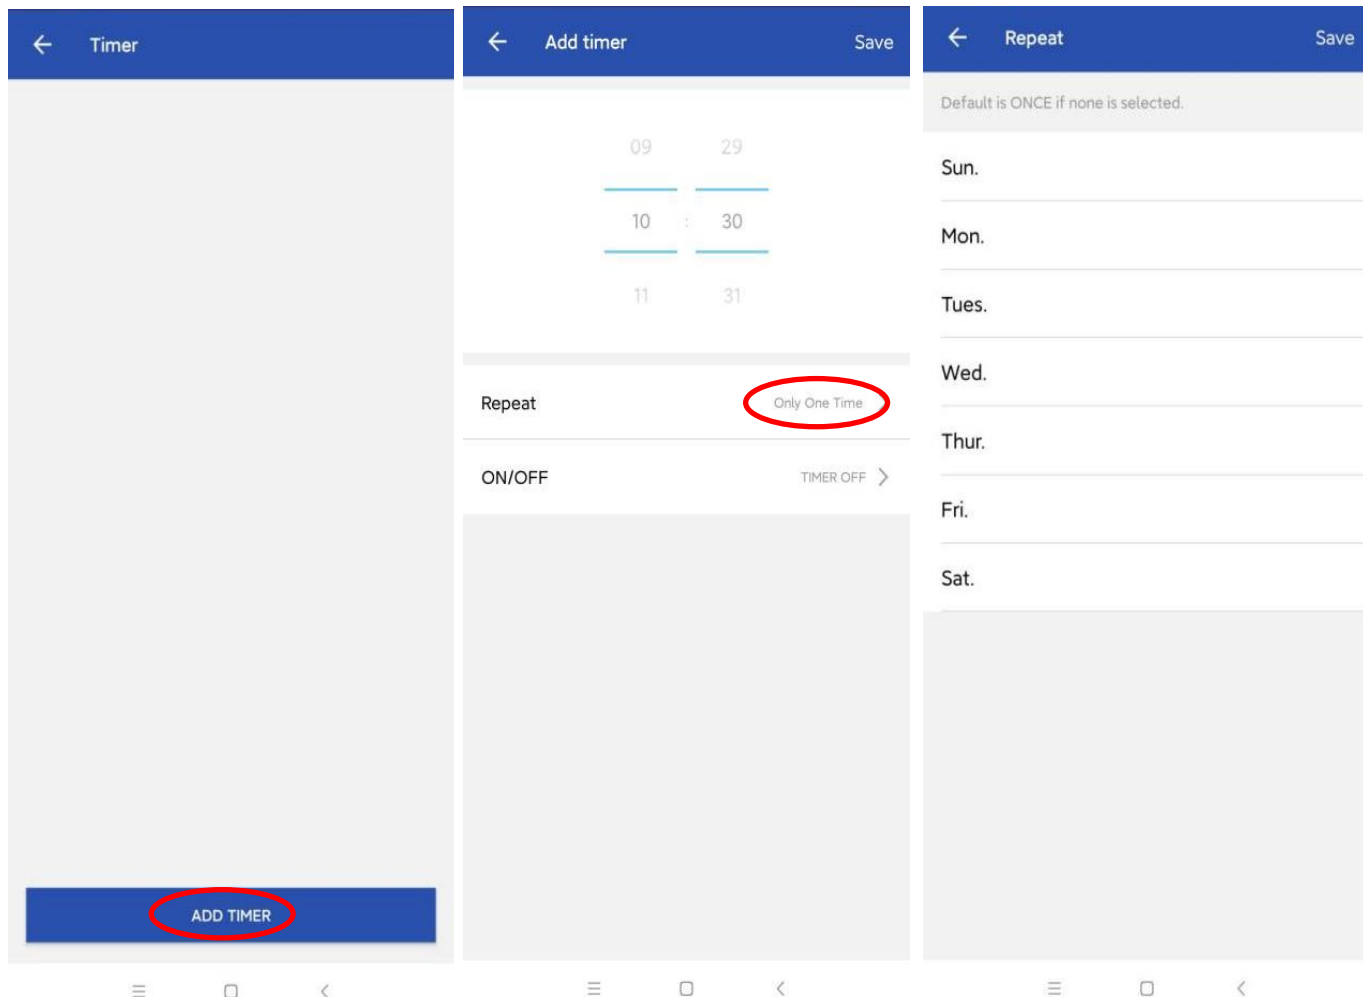 Timer
ADD TIMER
Add timer Save
09 29
10 : 30
11 31
Repeat Only One Time
ON/OFF TIMER OFF
Repeat Save
Default is ONCE if none is selected.
Sun.
Mon.
Tues.
Wed.
Thur.
Fri.
Sat.